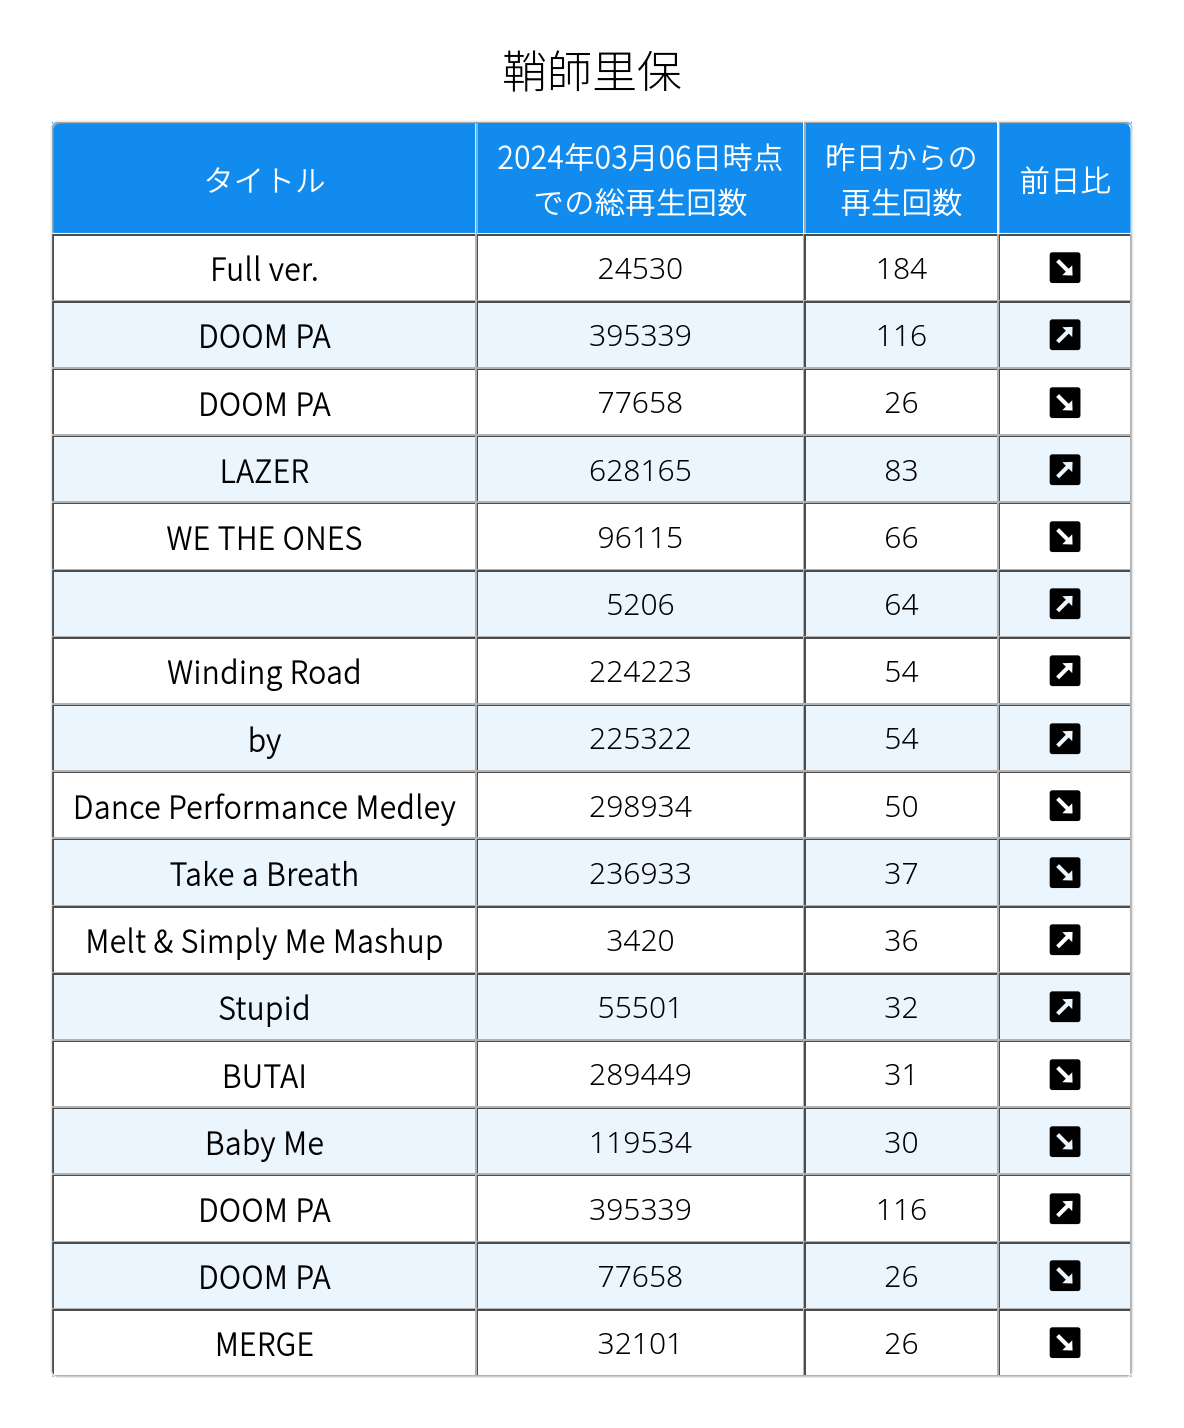 鞘師里保
タイトル 2024年03月06日時点での総再生回数 昨日からの再生回数 前日比
Full ver. 24530 184 ↘
DOOM PA 395339 116 ↗
DOOM PA 77658 26 ↘
LAZER 628165 83 ↗
WE THE ONES 96115 66 ↘
5206 64 ↗
Winding Road 224223 54 ↗
by 225322 54 ↗
Dance Performance Medley 298934 50 ↘
Take a Breath 236933 37 ↘
Melt & Simply Me Mashup 3420 36 ↗
Stupid 55501 32 ↗
BUTAI 289449 31 ↘
Baby Me 119534 30 ↘
DOOM PA 395339 116 ↗
DOOM PA 77658 26 ↘
MERGE 32101 26 ↘